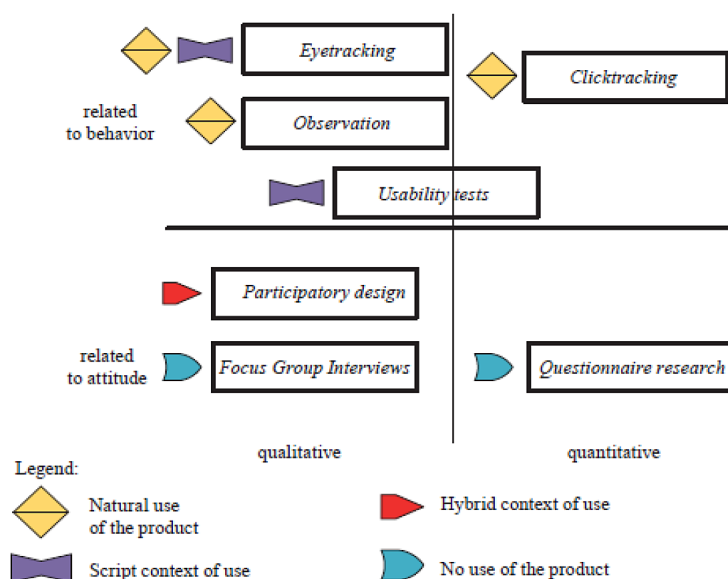 Eyetracking
Clicktracking
related
to behavior
Observation
Usability tests
Participatory design
related
to attitude
Focus Group Interviews
Questionnaire research
qualitative
quantitative
Legend:
Natural use
of the product
Hybrid context of use
Script context of use
No use of the product